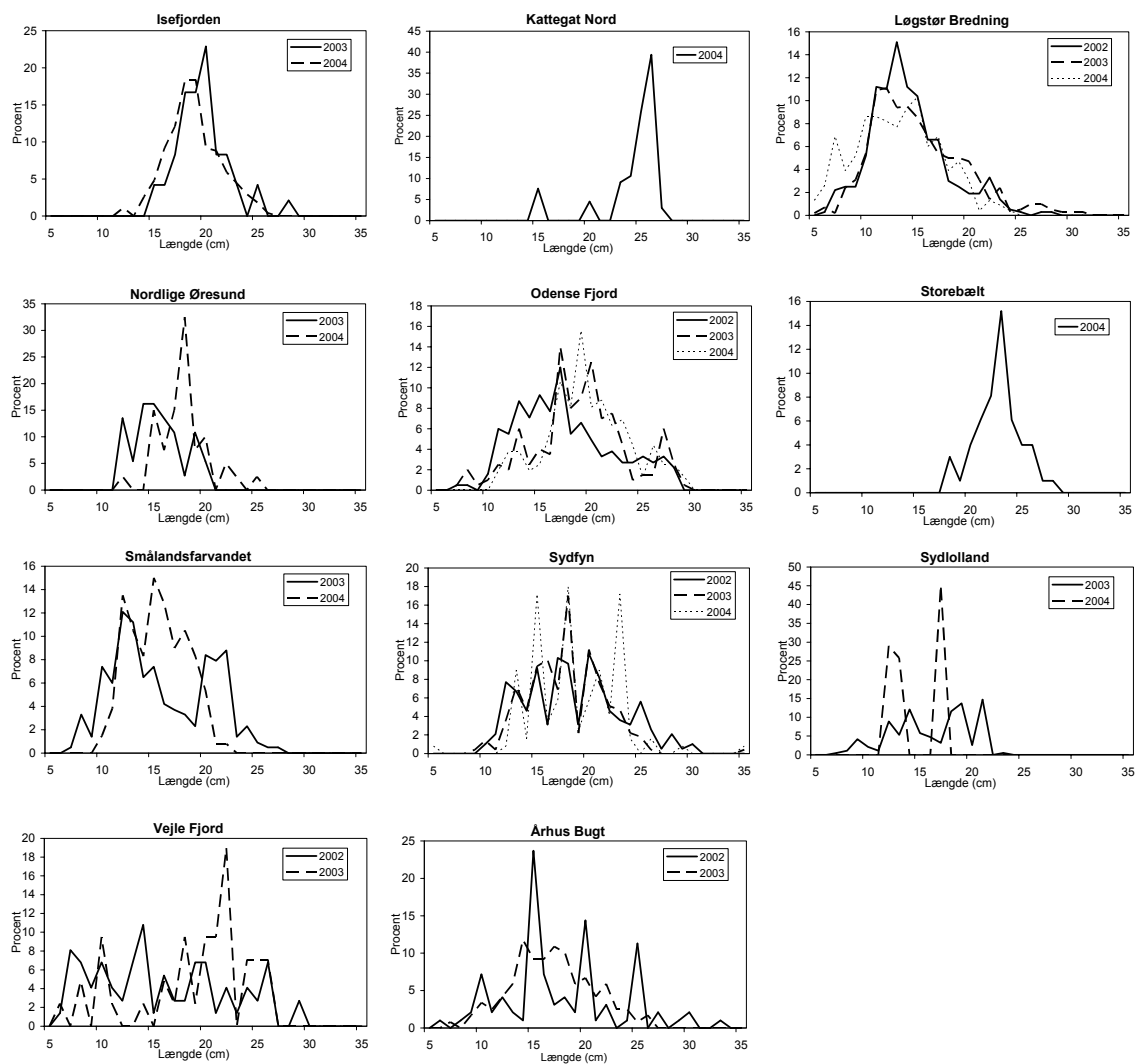 Isefjorden
25
20
15
10
5
0
Procent
5 10 15 20 25 30 35
Længde (cm)
2003
2004
Kattegat Nord
45
40
35
30
25
20
15
10
5
0
Procent
5 10 15 20 25 30 35
Længde (cm)
2004
Løgstør Bredning
16
14
12
10
8
6
4
2
0
Procent
5 10 15 20 25 30 35
Længde (cm)
2002
2003
2004
Nordlige Øresund
35
30
25
20
15
10
5
0
Procent
5 10 15 20 25 30 35
Længde (cm)
2003
2004
Odense Fjord
18
16
14
12
10
8
6
4
2
0
Procent
5 10 15 20 25 30 35
Længde (cm)
2002
2003
2004
Storebælt
16
14
12
10
8
6
4
2
0
Procent
5 10 15 20 25 30 35
Længde (cm)
2004
Smålandsfarvandet
16
14
12
10
8
6
4
2
0
Procent
5 10 15 20 25 30 35
Længde (cm)
2003
2004
Sydfyn
20
18
16
14
12
10
8
6
4
2
0
Procent
5 10 15 20 25 30 35
Længde (cm)
2002
2003
2004
Sydlolland
50
45
40
35
30
25
20
15
10
5
0
Procent
5 10 15 20 25 30 35
Længde (cm)
2003
2004
Vejle Fjord
20
18
16
14
12
10
8
6
4
2
0
Procent
5 10 15 20 25 30 35
Længde (cm)
2002
2003
Århus Bugt
25
20
15
10
5
0
Procent
5 10 15 20 25 30 35
Længde (cm)
2002
2003